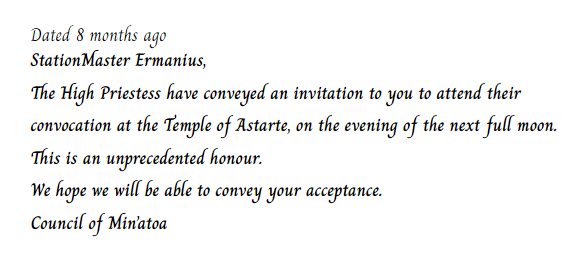 Dated 8 months ago
StationMaster Ermanius,
The High Priestess have conveyed an invitation to you to attend their
convocation at the Temple of Astarte, on the evening of the next full moon.
This is an unprecedented honour.
We hope we will be able to convey your acceptance.
Council of Min'atoa